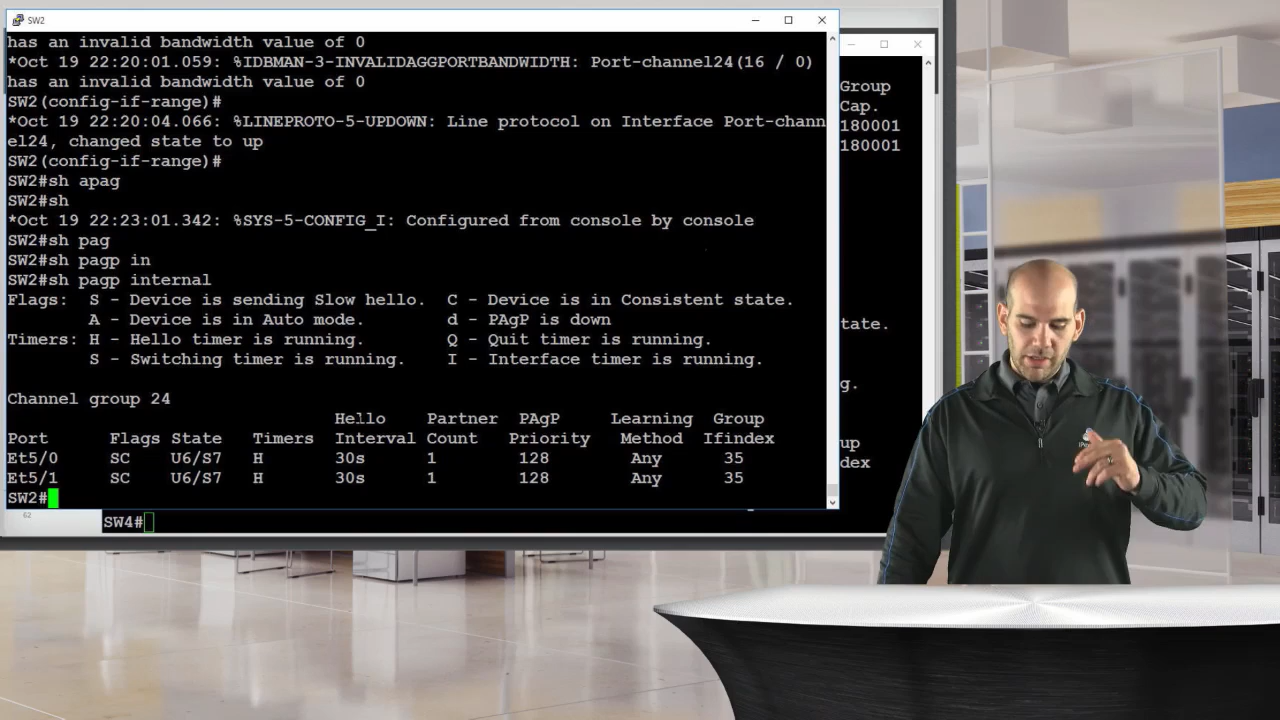 SW2
has an invalid bandwidth value of 0
*Oct 19 22:20:01.059: %IDBMAN-3-INVALIDAGGPORTBANDWIDTH: Port-channel24(16 / 0)
has an invalid bandwidth value of 0
SW2(config-if-range)#
*Oct 19 22:20:04.066: %LINEPROTO-5-UPDOWN: Line protocol on Interface Port-chann
el24, changed state to up
SW2(config-if-range)#
SW2#sh apag
SW2#sh
*Oct 19 22:23:01.342: %SYS-5-CONFIG_I: Configured from console by console
SW2#sh pag
SW2#sh pagp in
SW2#sh pagp internal
Flags:  S - Device is sending Slow hello.  C - Device is in Consistent state.
        A - Device is in Auto mode.        d - PAgP is down
Timers: H - Hello timer is running.        Q - Quit timer is running.
        S - Switching timer is running.    I - Interface timer is running.
Channel group 24
                                Hello    Partner  PAgP     Learning  Group
Port      Flags State   Timers  Interval Count   Priority   Method  Ifindex
Et5/0     SC    U6/S7   H       30s      1        128        Any      35
Et5/1     SC    U6/S7   H       30s      1        128        Any      35
SW2#
Group
Cap.
180001
180001
tate.
g.
up
dex
62
SW4#